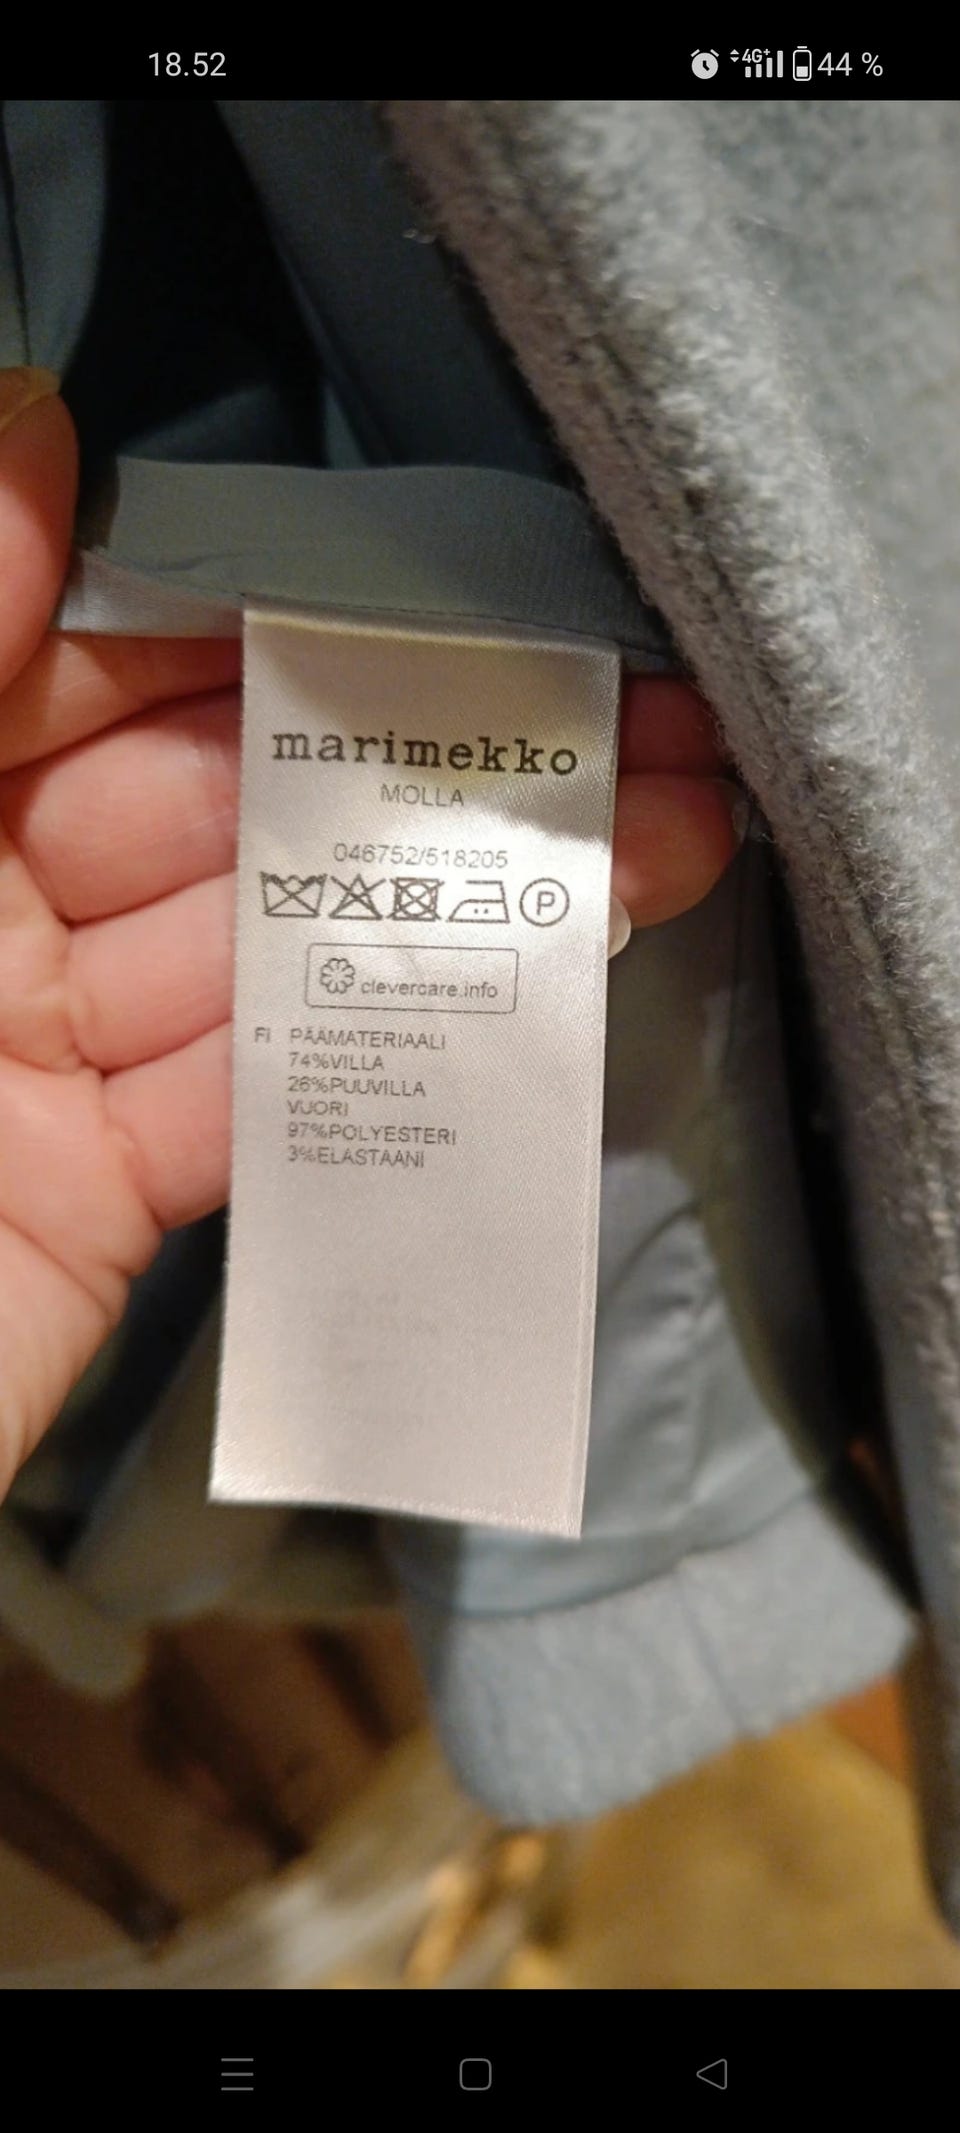 18.52 4G+ 44 %
marimekko
MOLLA
046752/518205
P
clevercare.info
FI PÄÄMATERIAALI
74%VILLA
26%PUUVILLA
VUORI
97%POLYESTERI
3%ELASTAANI